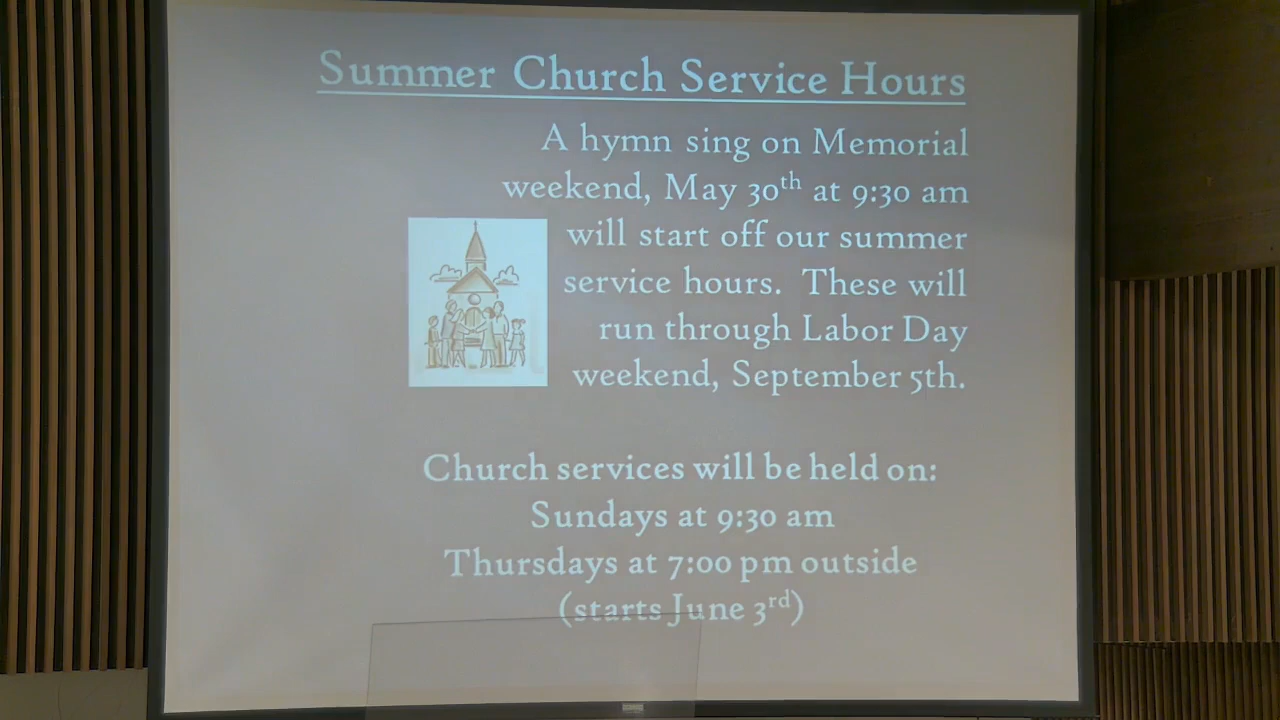 Summer Church Service Hours
A hymn sing on Memorial
weekend, May 30th at 9:30 am
will start off our summer
service hours. These will
run through Labor Day
weekend, September 5th.
Church services will be held on:
Sundays at 9:30 am
Thursdays at 7:00 pm outside
(starts June 3rd)